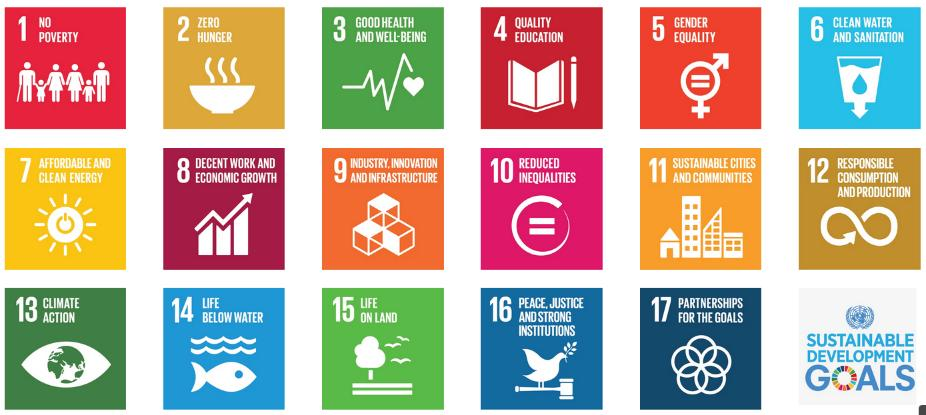 1 NO
POVERTY
2 ZERO
HUNGER
3 GOOD HEALTH
AND WELL-BEING
4 QUALITY
EDUCATION
5 GENDER
EQUALITY
6 CLEAN WATER
AND SANITATION
7 AFFORDABLE AND
CLEAN ENERGY
8 DECENT WORK AND
ECONOMIC GROWTH
9 INDUSTRY, INNOVATION
AND INFRASTRUCTURE
10 REDUCED
INEQUALITIES
11 SUSTAINABLE CITIES
AND COMMUNITIES
12 RESPONSIBLE
CONSUMPTION
AND PRODUCTION
13 CLIMATE
ACTION
14 LIFE
BELOW WATER
15 LIFE
ON LAND
16 PEACE, JUSTICE
AND STRONG
INSTITUTIONS
17 PARTNERSHIPS
FOR THE GOALS
SUSTAINABLE
DEVELOPMENT
GOALS